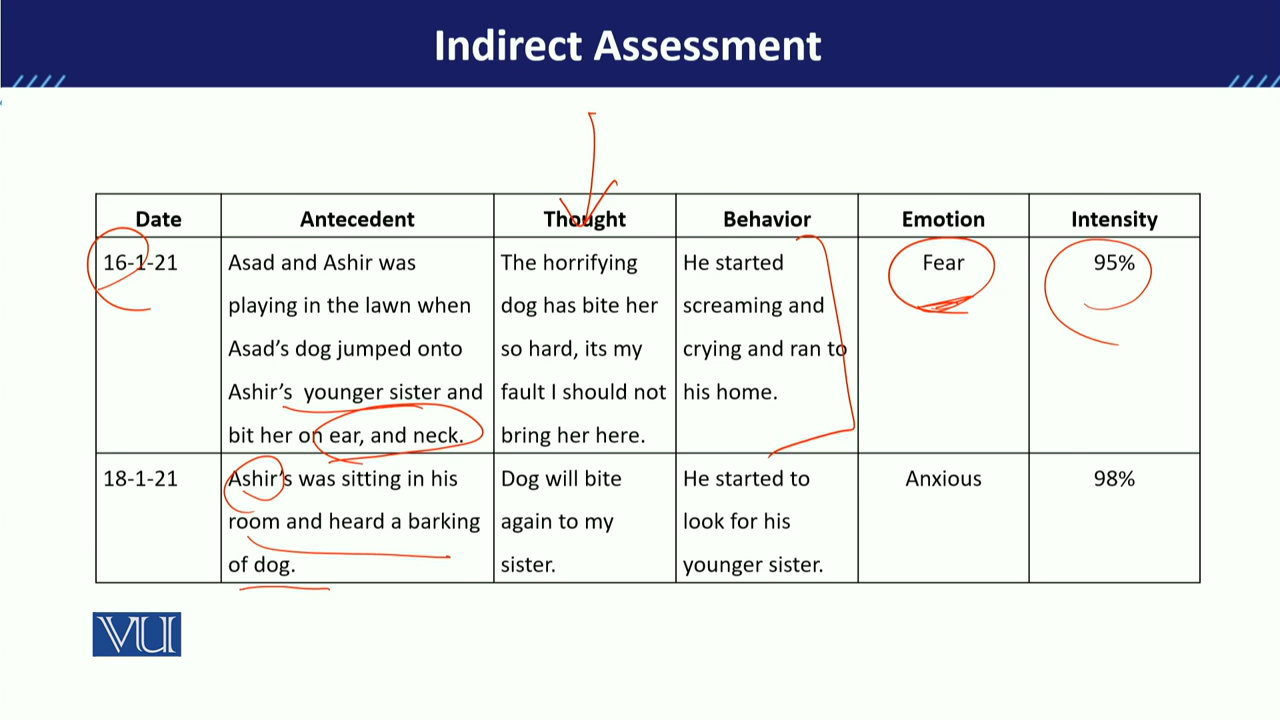 Indirect Assessment
Date Antecedent Thought Behavior Emotion Intensity
16-1-21 Asad and Ashir was The horrifying He started Fear 95%
playing in the lawn when dog has bite her screaming and
Asad's dog jumped onto so hard, its my crying and ran to
Ashir's younger sister and fault I should not his home.
bit her on ear, and neck. bring her here.
18-1-21 Ashir's was sitting in his Dog will bite He started to Anxious 98%
room and heard a barking again to my look for his
of dog. sister. younger sister.
VU